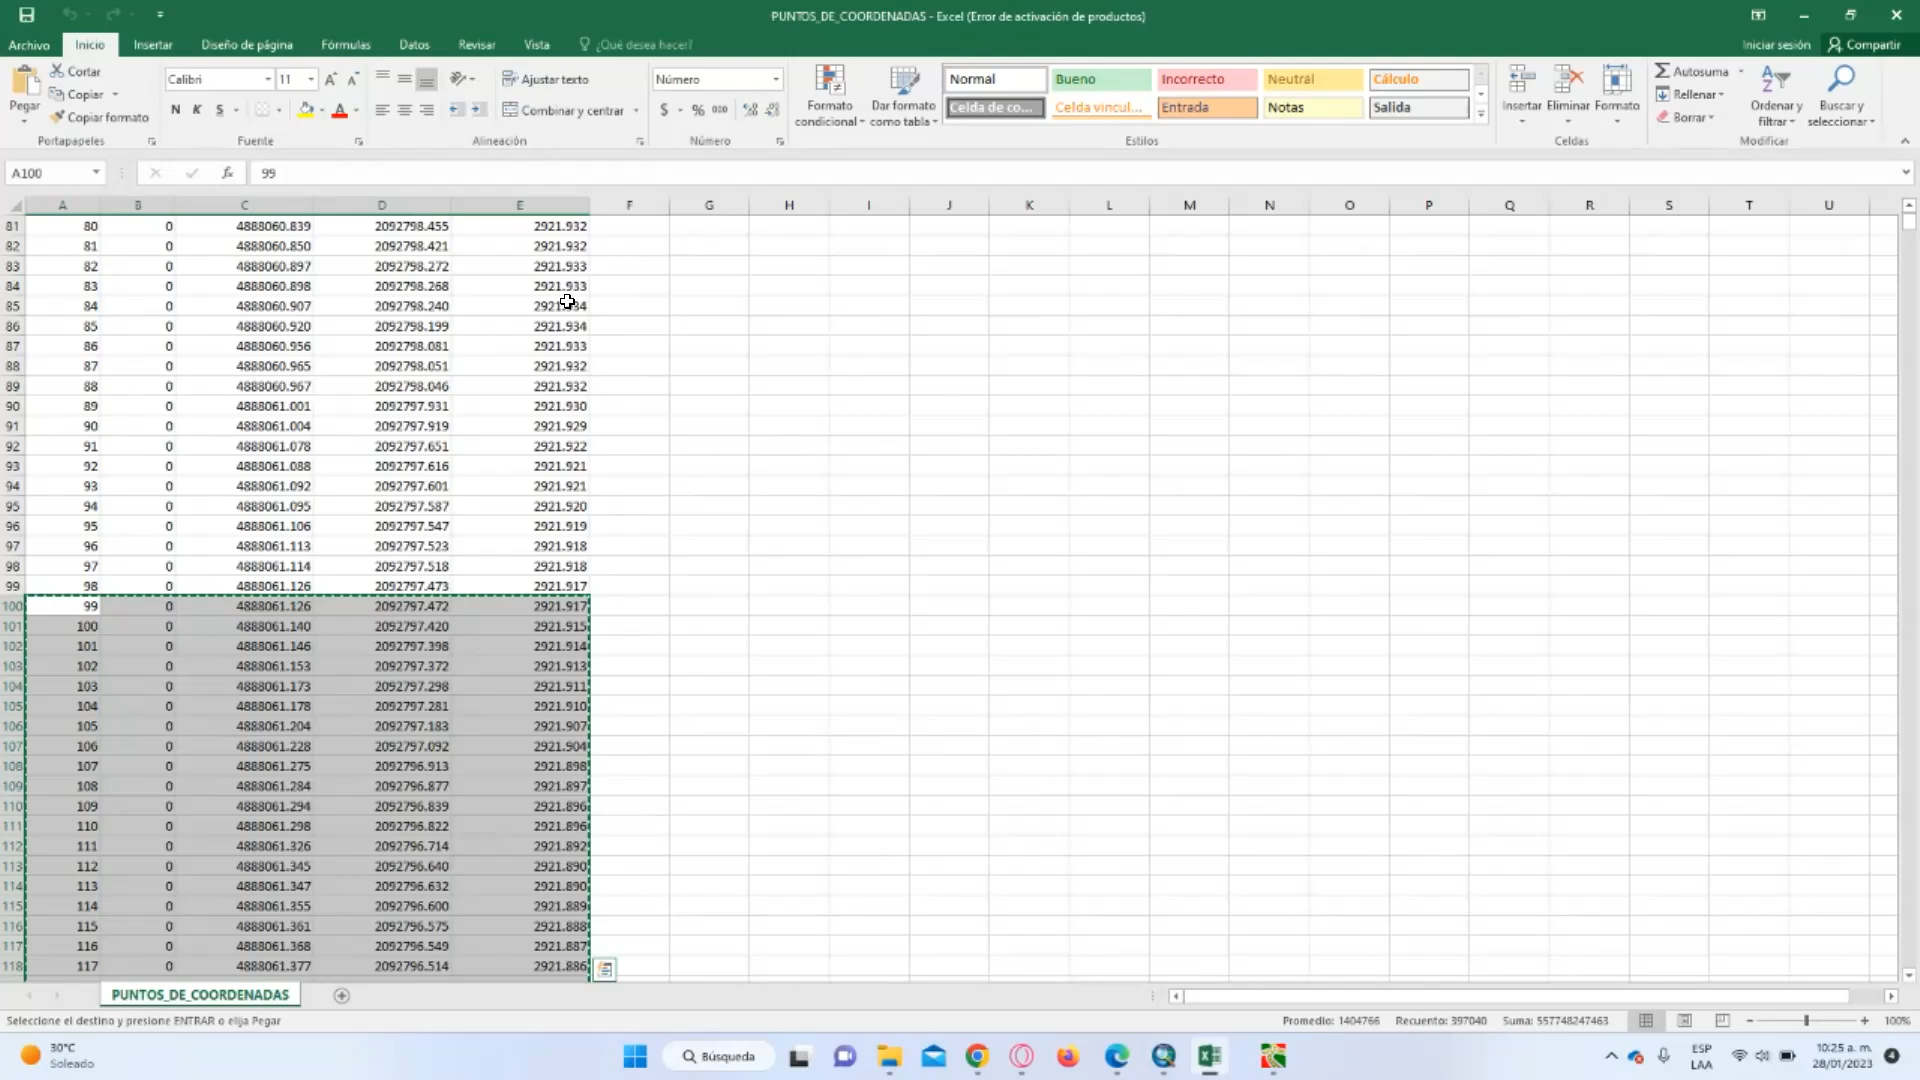 PUNTOS_DE_COORDENADAS - Excel (Error de activación de productos)
Archivo Inicio Insertar Diseño de página Fórmulas Datos Revisar Vista ¿Qué desea hacer? Iniciar sesión Compartir
Pegar Cortar Copiar Copiar formato Portapapeles
Calibri 11 N K S A Fuente
Ajustar texto Combinar y centrar Alineación
Número $ % 000 Número
Formato condicional Dar formato como tabla
Normal Bueno Incorrecto Neutral Cálculo
Celda de co... Celda vincul... Entrada Notas Salida
Estilos
Insertar Eliminar Formato Celdas
Autosuma Rellenar Borrar Ordenar y filtrar Buscar y seleccionar Modificar
A100 fx 99
A B C D E F G H I J K L M N O P Q R S T U
81 80 0 4888060.839 2092798.455 2921.932
82 81 0 4888060.850 2092798.421 2921.932
83 82 0 4888060.897 2092798.272 2921.933
84 83 0 4888060.898 2092798.268 2921.933
85 84 0 4888060.907 2092798.240 2921.934
86 85 0 4888060.920 2092798.199 2921.934
87 86 0 4888060.956 2092798.081 2921.933
88 87 0 4888060.965 2092798.051 2921.932
89 88 0 4888060.967 2092798.046 2921.932
90 89 0 4888061.001 2092797.931 2921.930
91 90 0 4888061.004 2092797.919 2921.929
92 91 0 4888061.078 2092797.651 2921.922
93 92 0 4888061.088 2092797.616 2921.921
94 93 0 4888061.092 2092797.601 2921.921
95 94 0 4888061.095 2092797.587 2921.920
96 95 0 4888061.106 2092797.547 2921.919
97 96 0 4888061.113 2092797.523 2921.918
98 97 0 4888061.114 2092797.518 2921.918
99 98 0 4888061.126 2092797.473 2921.917
100 99 0 4888061.126 2092797.472 2921.917
101 100 0 4888061.140 2092797.420 2921.915
102 101 0 4888061.146 2092797.398 2921.914
103 102 0 4888061.153 2092797.372 2921.913
104 103 0 4888061.173 2092797.298 2921.911
105 104 0 4888061.178 2092797.281 2921.910
106 105 0 4888061.204 2092797.183 2921.907
107 106 0 4888061.228 2092797.092 2921.904
108 107 0 4888061.275 2092796.913 2921.898
109 108 0 4888061.284 2092796.877 2921.897
110 109 0 4888061.294 2092796.839 2921.896
111 110 0 4888061.298 2092796.822 2921.896
112 111 0 4888061.326 2092796.714 2921.892
113 112 0 4888061.345 2092796.640 2921.890
114 113 0 4888061.347 2092796.632 2921.890
115 114 0 4888061.355 2092796.600 2921.889
116 115 0 4888061.361 2092796.575 2921.888
117 116 0 4888061.368 2092796.549 2921.887
118 117 0 4888061.377 2092796.514 2921.886
PUNTOS_DE_COORDENADAS
Seleccione el destino y presione ENTRAR o elija Pegar Promedio: 1404766 Recuento: 397040 Suma: 557748247463 100%
30°C
Soleado
Búsqueda
ESP
LAA
10:25 a. m.
28/01/2023
4